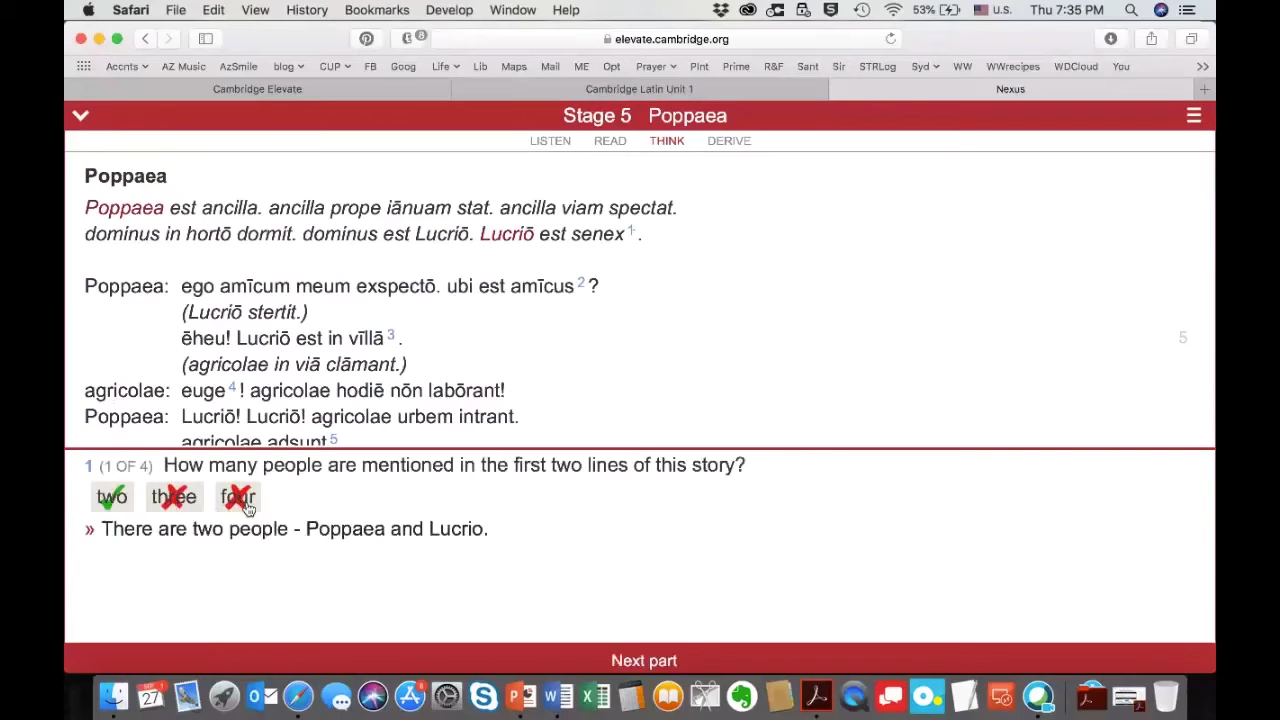 Safari File Edit View History Bookmarks Develop Window Help 53% U.S. Thu 7:35 PM
8 elevate.cambridge.org
Accnts AZ Music AzSmile blog CUP FB Goog Life Lib Maps Mail ME Opt Prayer PInt Prime R&F Sant Sir STRLog Syd WW WWrecipes WDCloud You
Cambridge Elevate Cambridge Latin Unit 1 Nexus
Stage 5 Poppaea
LISTEN READ THINK DERIVE
Poppaea
Poppaea est ancilla. ancilla prope iānuam stat. ancilla viam spectat.
dominus in hortō dormit. dominus est Lucriō. Lucriō est senex 1 .
Poppaea: ego amīcum meum exspectō. ubi est amīcus 2 ?
(Lucriō stertit.)
ēheu! Lucriō est in vīllā 3 . 5
(agricolae in viā clāmant.)
agricolae: euge 4 ! agricolae hodiē nōn labōrant!
Poppaea: Lucriō! Lucriō! agricolae urbem intrant.
agricolae adsunt 5
1 (1 OF 4) How many people are mentioned in the first two lines of this story?
two three four
» There are two people - Poppaea and Lucrio.
Next part
SEP 27